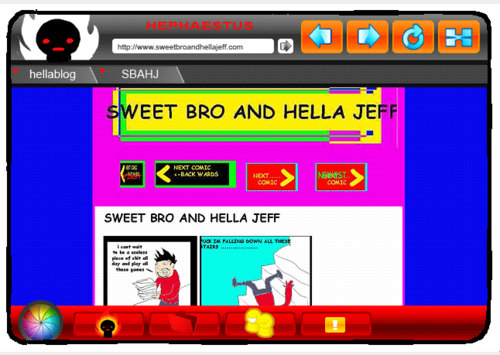 HEPHAESTUS
http://www.sweetbroandhellajeff.com
hellablog
SBAHJ
SWEET BRO AND HELLA JEFF
NEXT COMIC
<-BACK WARDS
NEXT.....
COMIC
NEWEST..
COMIC
SWEET BRO AND HELLA JEFF
i cant wait
to be a useless
piece of shit all
day and play all
these games
FUCK IM FALLING DOWN ALL THESE
STAIRS